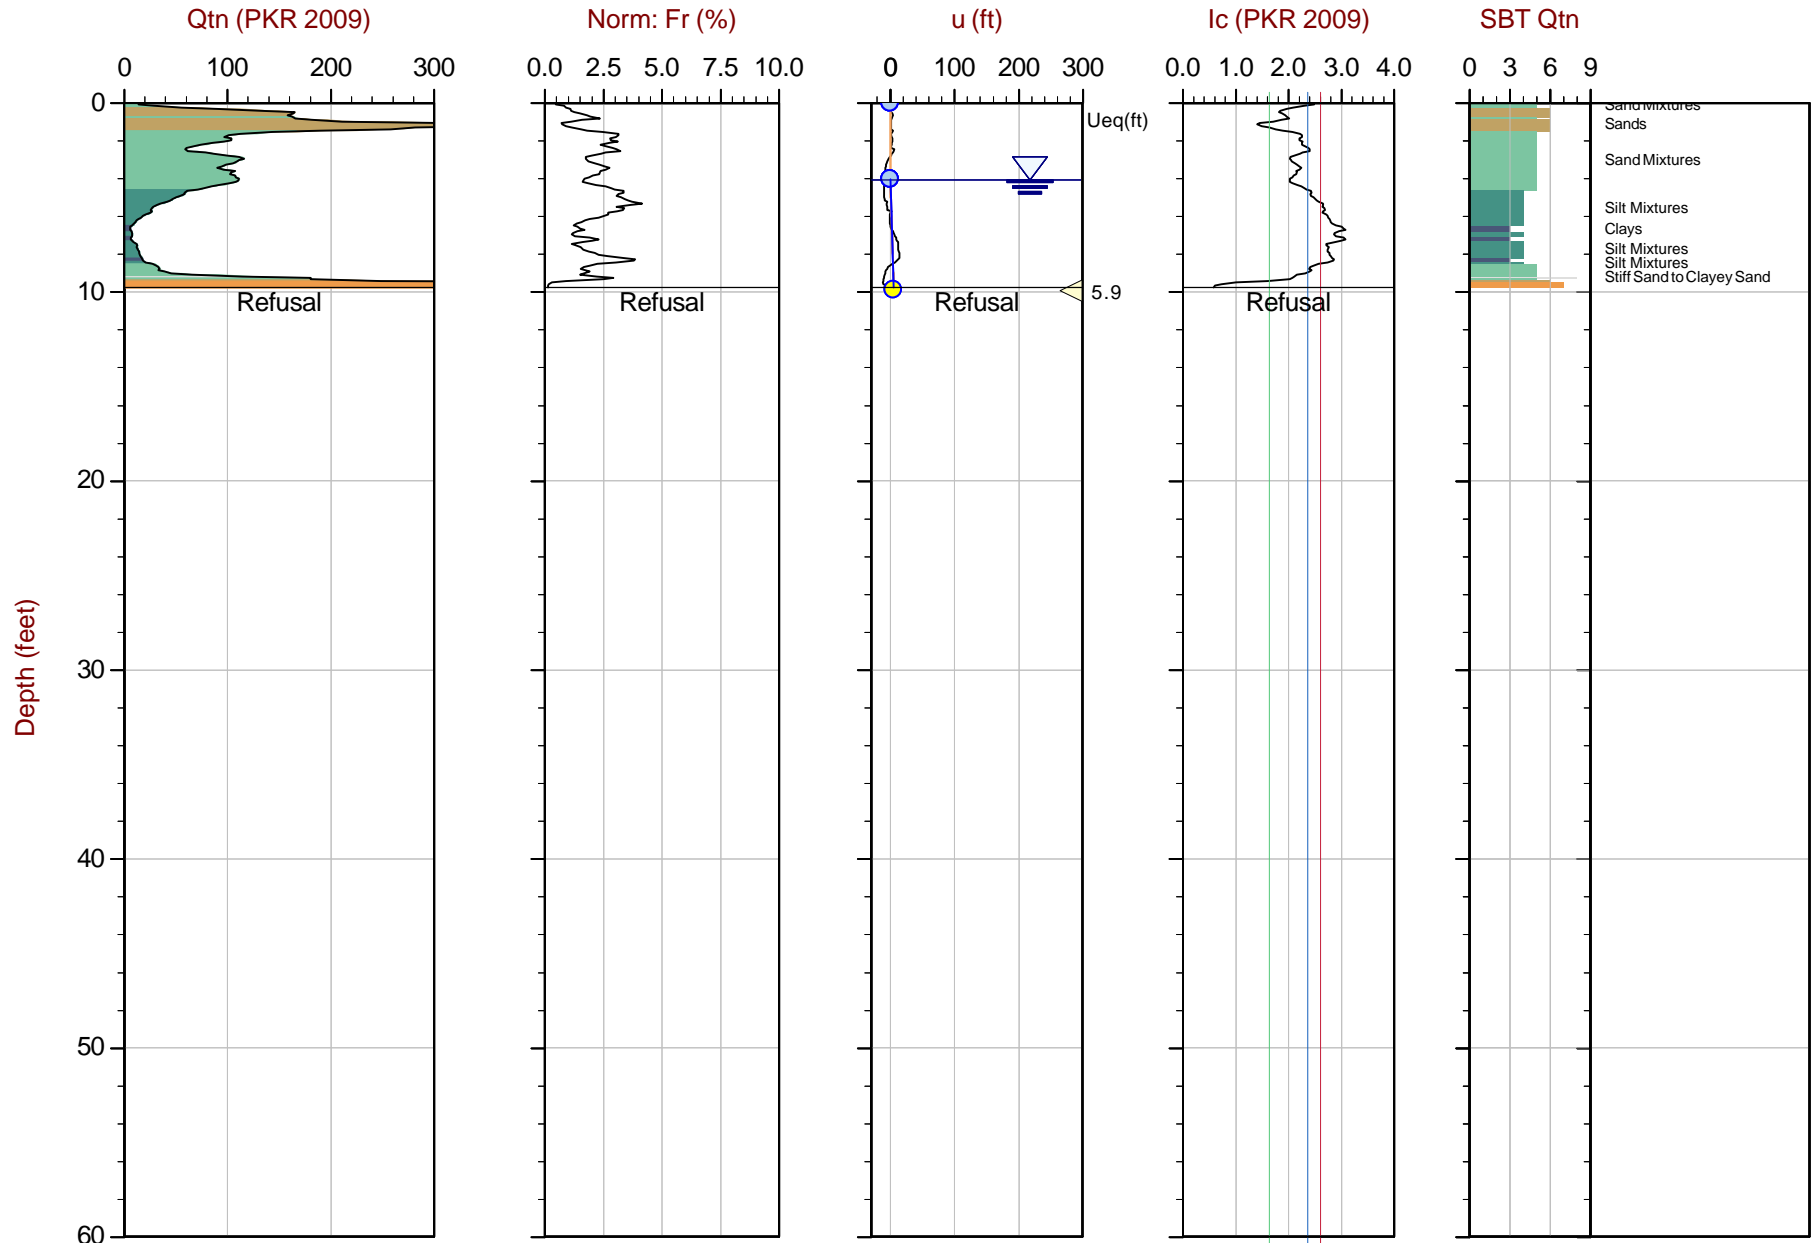 Qtn (PKR 2009) Norm: Fr (%) u (ft) Ic (PKR 2009) SBT Qtn
0 100 200 300 0.0 2.5 5.0 7.5 10.0 0 100 200 300 0.0 1.0 2.0 3.0 4.0 0 3 6 9
0
Sand Mixtures
Ueq(ft)
Sands
Sand Mixtures
Silt Mixtures
Clays
Silt Mixtures
Silt Mixtures
Stiff Sand to Clayey Sand
10
5.9
Refusal Refusal Refusal Refusal
20
30
Depth (feet)
40
50
60